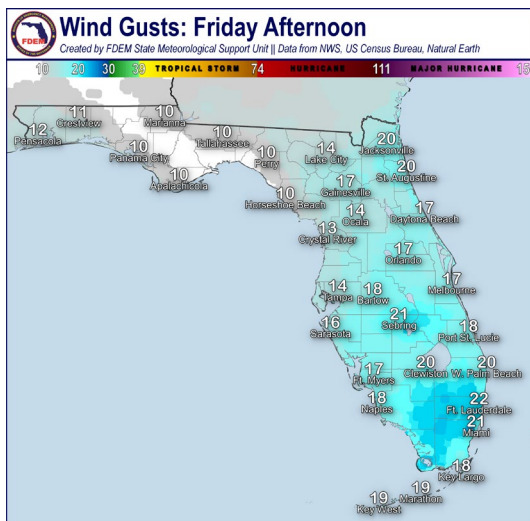 Wind Gusts: Friday Afternoon
Created by FDEM State Meteorological Support Unit || Data from NWS, US Census Bureau, Natural Earth
FDEM
10 20 30 39 TROPICAL STORM 74 HURRICANE 111 MAJOR HURRICANE 15
12
Pensacola
11
Crestview
10
Marianna
10
Panama City
10
Apalachicola
10
Tallahassee
10
Perry
10
Horseshoe Beach
14
Lake City
20
Jacksonville
20
St. Augustine
17
Gainesville
14
Ocala
17
Daytona Beach
13
Crystal River
17
Orlando
17
Melbourne
14
Tampa
18
Bartow
21
Sebring
18
Port St. Lucie
16
Sarasota
17
Ft. Myers
20
Clewiston
20
W. Palm Beach
18
Naples
22
Ft. Lauderdale
21
Miami
18
Key Largo
19
Marathon
19
Key West